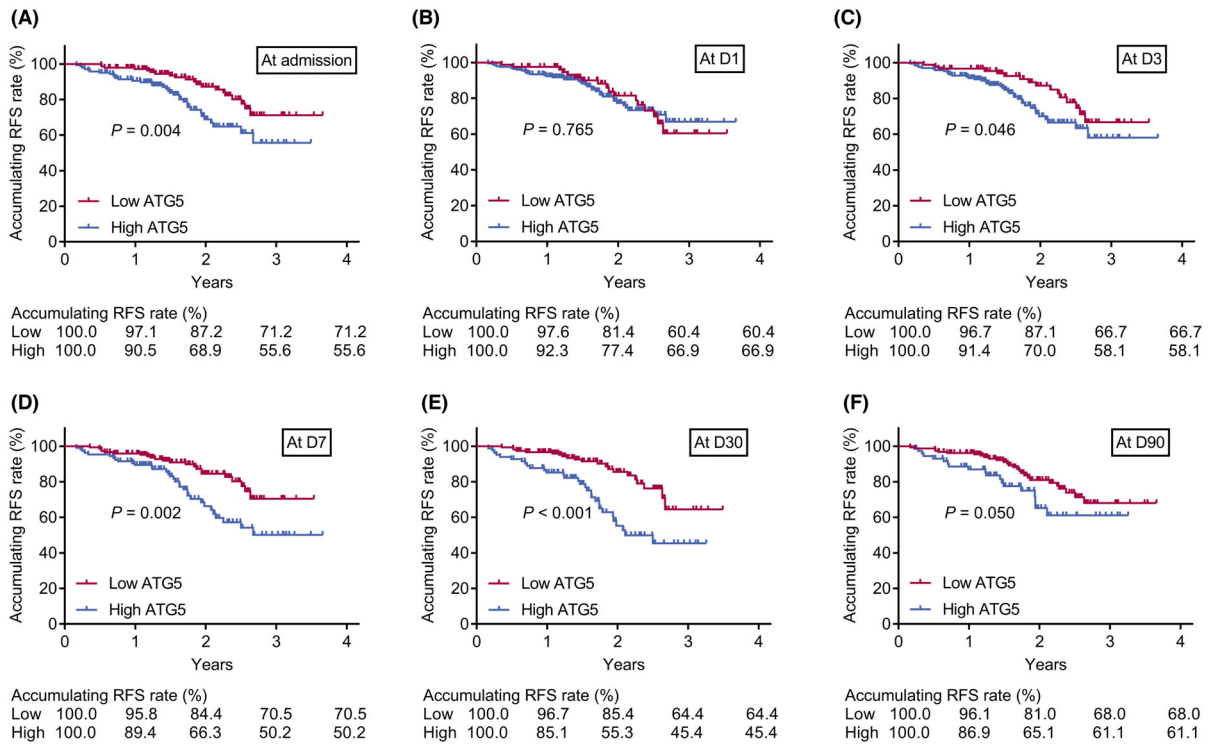 (A)
At admission
Accumulating RFS rate (%)
100
80
60
40
20
0
P = 0.004
Low ATG5
High ATG5
0 1 2 3 4
Years
Accumulating RFS rate (%)
Low 100.0 97.1 87.2 71.2 71.2
High 100.0 90.5 68.9 55.6 55.6
(B)
At D1
Accumulating RFS rate (%)
100
80
60
40
20
0
P = 0.765
Low ATG5
High ATG5
0 1 2 3 4
Years
Accumulating RFS rate (%)
Low 100.0 97.6 81.4 60.4 60.4
High 100.0 92.3 77.4 66.9 66.9
(C)
At D3
Accumulating RFS rate (%)
100
80
60
40
20
0
P = 0.046
Low ATG5
High ATG5
0 1 2 3 4
Years
Accumulating RFS rate (%)
Low 100.0 96.7 87.1 66.7 66.7
High 100.0 91.4 70.0 58.1 58.1
(D)
At D7
Accumulating RFS rate (%)
100
80
60
40
20
0
P = 0.002
Low ATG5
High ATG5
0 1 2 3 4
Years
Accumulating RFS rate (%)
Low 100.0 95.8 84.4 70.5 70.5
High 100.0 89.4 66.3 50.2 50.2
(E)
At D30
Accumulating RFS rate (%)
100
80
60
40
20
0
P < 0.001
Low ATG5
High ATG5
0 1 2 3 4
Years
Accumulating RFS rate (%)
Low 100.0 96.7 85.4 64.4 64.4
High 100.0 85.1 55.3 45.4 45.4
(F)
At D90
Accumulating RFS rate (%)
100
80
60
40
20
0
P = 0.050
Low ATG5
High ATG5
0 1 2 3 4
Years
Accumulating RFS rate (%)
Low 100.0 96.1 81.0 68.0 68.0
High 100.0 86.9 65.1 61.1 61.1